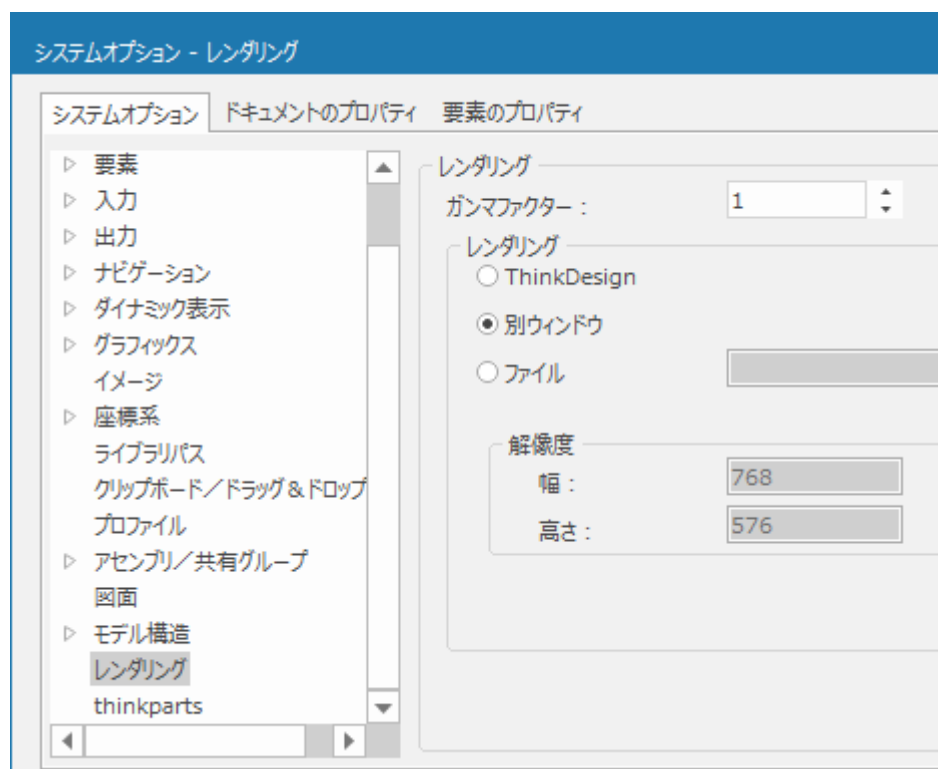 システムオプション - レンダリング
システムオプション ドキュメントのプロパティ 要素のプロパティ
要素
入力
出力
ナビゲーション
ダイナミック表示
グラフィックス
イメージ
座標系
ライブラリパス
クリップボード／ドラッグ＆ドロップ
プロファイル
アセンブリ／共有グループ
図面
モデル構造
レンダリング
thinkparts
レンダリング
ガンマファクター： 1
レンダリング
ThinkDesign
別ウィンドウ
ファイル
解像度
幅： 768
高さ： 576